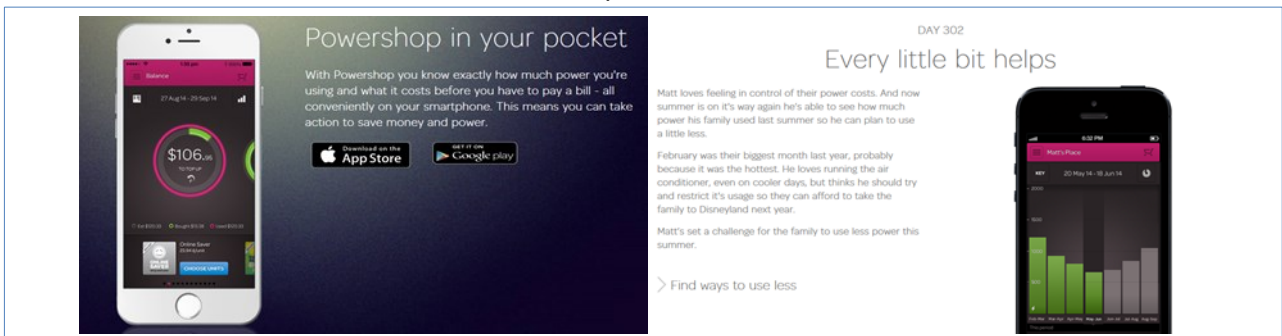 Powershop in your pocket
With Powershop you know exactly how much power you're
using and what it costs before you have to pay a bill - all
conveniently on your smartphone. This means you can take
action to save money and power.
Download on the
App Store
GET IT ON
Google play
Balance
27 Aug 14 - 29 Sep 14
$106.
TO TOP UP
Online Saver
ONLINE
SAVER
CHOOSE UNITS
DAY 302
Every little bit helps
Matt loves feeling in control of their power costs. And now
summer is on it's way again he's able to see how much
power his family used last summer so he can plan to use
a little less.
February was their biggest month last year, probably
because it was the hottest. He loves running the air
conditioner, even on cooler days, but thinks he should try
and restrict it's usage so they can afford to take the
family to Disneyland next year.
Matt's set a challenge for the family to use less power this
summer.
Find ways to use less
Matt's Place
KEY
20 May 14 - 18 Jun 14
2000
1500